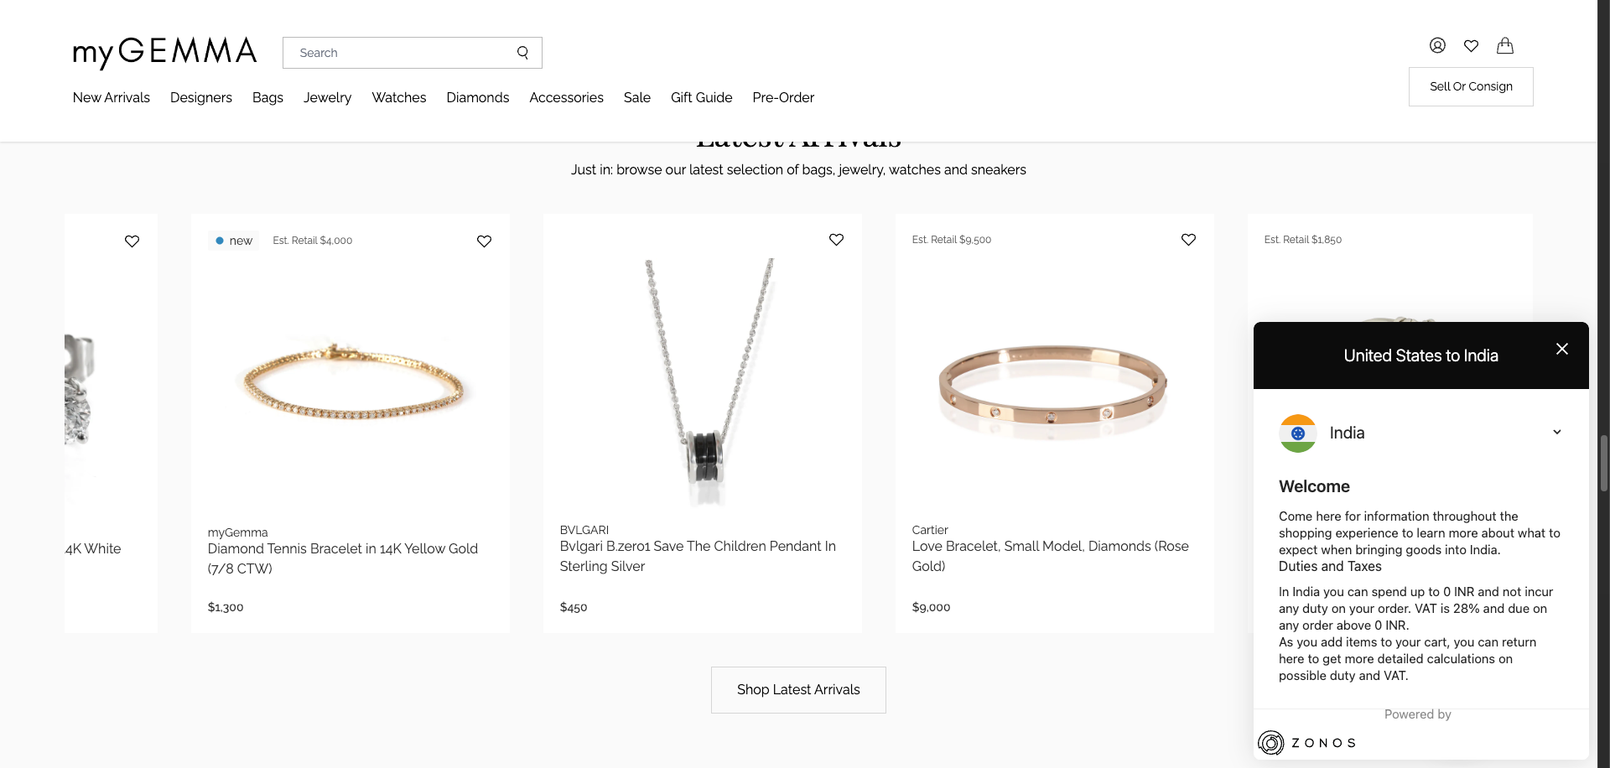 myGEMMA
Search
Sell Or Consign
New Arrivals Designers Bags Jewelry Watches Diamonds Accessories Sale Gift Guide Pre-Order
Latest Arrivals
Just in: browse our latest selection of bags, jewelry, watches and sneakers
4K White
new Est. Retail $4,000
myGemma
Diamond Tennis Bracelet in 14K Yellow Gold
(7/8 CTW)
$1,300
BVLGARI
Bvlgari B.zero1 Save The Children Pendant In
Sterling Silver
$450
Est. Retail $9,500
Cartier
Love Bracelet, Small Model, Diamonds (Rose
Gold)
$9,000
Est. Retail $1,850
Shop Latest Arrivals
United States to India
India
Welcome
Come here for information throughout the
shopping experience to learn more about what to
expect when bringing goods into India.
Duties and Taxes
In India you can spend up to 0 INR and not incur
any duty on your order. VAT is 28% and due on
any order above 0 INR.
As you add items to your cart, you can return
here to get more detailed calculations on
possible duty and VAT.
Powered by
ZONOS